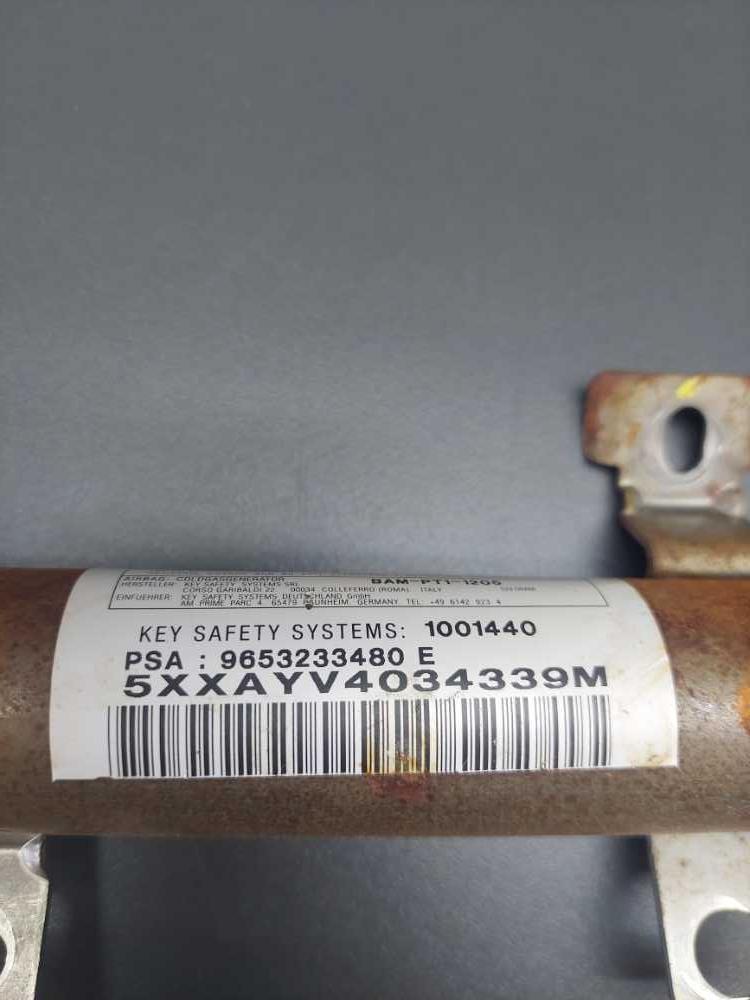 AIRBAG: COLDGASGENERATOR BAM-PT1-1205
HERSTELLER: KEY SAFETY SYSTEMS SRL
CORSO GARIBALDI 22 00034 COLLEFERRO (ROMA) ITALY
EINFUEHRER: KEY SAFETY SYSTEMS DEUTSCHLAND GmbH
AM PRIME PARC 4 65479 GERMANY TEL: +49 6142 923 4
KEY SAFETY SYSTEMS: 1001440
PSA : 9653233480 E
5XXAYV4034339M